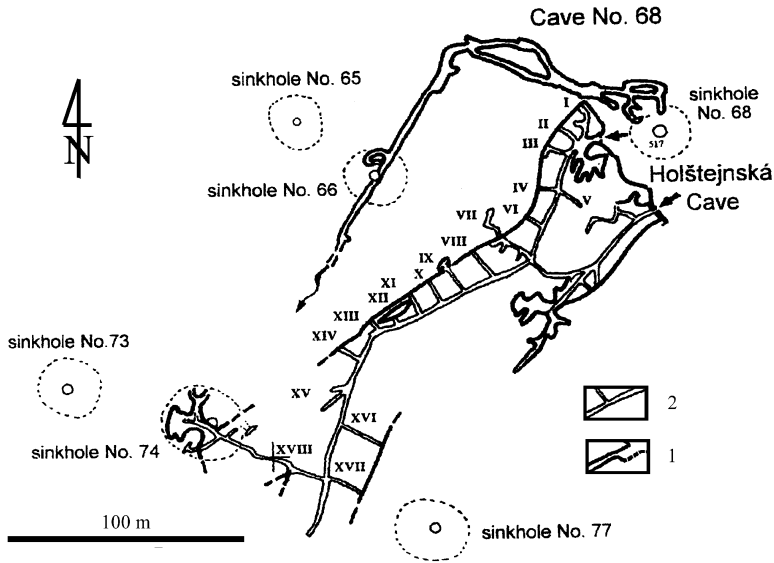 Cave No. 68
sinkhole No. 65
sinkhole
No. 68
517
I
II
III
N
sinkhole No. 66
Holštejnská
Cave
IV
V
VI
VII
VIII
IX
X
XI
XII
XIII
XIV
sinkhole No.73
XV
XVI
sinkhole No. 74
XVIII
XVII
2
1
100 m
sinkhole No. 77